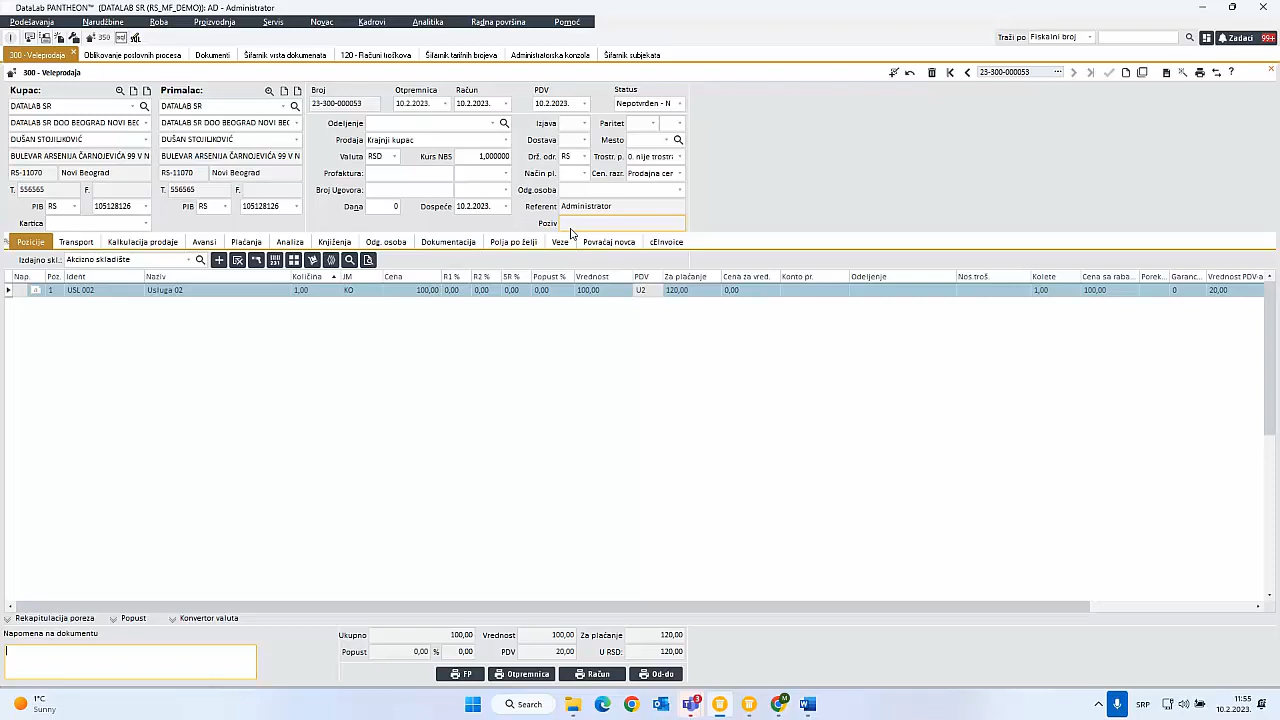 DataLab PANTHEON™ (DATALAB SR (RS_MF_DEMO)); AD - Administrator
Podešavanja Narudžbine Roba Proizvodnja Servis Novac Kadrovi Analitika Radna površina Pomoć
350 Traži po Fiskalni broj Zadaci 99+
300 - Veleprodaja Oblikovanje poslovnih procesa Dokumenti Šifarnik vrsta dokumenata 120 - Računi troškova Šifarnik tarifnih brojeva Administratorska konzola Šifarnik subjekata
300 - Veleprodaja 23-300-000053
Kupac: Primalac: Broj Otpremnica Račun PDV Status
DATALAB SR DATALAB SR 23-300-000053 10.2.2023. 10.2.2023. 10.2.2023. Nepotvrđen - N
DATALAB SR DOO BEOGRAD NOVI BEC DATALAB SR DOO BEOGRAD NOVI BEC Odeljenje Izjava Paritet
DUŠAN STOJILJKOVIĆ DUŠAN STOJILJKOVIĆ Prodaja Krajnji kupac Dostava Mesto
BULEVAR ARSENIJA ČARNOJEVIĆA 99 V N BULEVAR ARSENIJA ČARNOJEVIĆA 99 V N Valuta RSD Kurs NBS 1,000000 Drž. odr. RS Trostr. p. 0. nije trostr
RS-11070 Novi Beograd RS-11070 Novi Beograd Profaktura: Način pl. Cen. razr. Prodajna cer
T. 556565 F. T. 556565 F. Broj Ugovora: Odg.osoba
PIB RS 105128126 PIB RS 105128126 Dana 0 Dospeće 10.2.2023. Referent Administrator
Kartica Poziv
Pozicije Transport Kalkulacija prodaje Avansi Plaćanja Analiza Knjiženja Odg. osoba Dokumentacija Polja po želji Veze Povraćaj novca cEInvoice
Izdajno skl.: Akcizno skladište
Nap. Poz. Ident Naziv Količina JM Cena R1 % R2 % SR % Popust % Vrednost PDV Za plaćanje Cena za vred. Konto pr. Odeljenje Nos.troš. Kolete Cena sa raba... Porek... Garanc... Vrednost PDV-a
1 USL 002 Usluga 02 1,00 KO 100,00 0,00 0,00 0,00 0,00 100,00 U2 120,00 0,00 1,00 100,00 0 20,00
Rekapitulacija poreza Popust Konvertor valuta
Napomena na dokumentu Ukupno 100,00 Vrednost 100,00 Za plaćanje 120,00
Popust 0,00 % 0,00 PDV 20,00 U RSD: 120,00
FP Otpremnica Račun Od-do
1°C
Sunny
Search
3
SRP
11:55
10.2.2023.